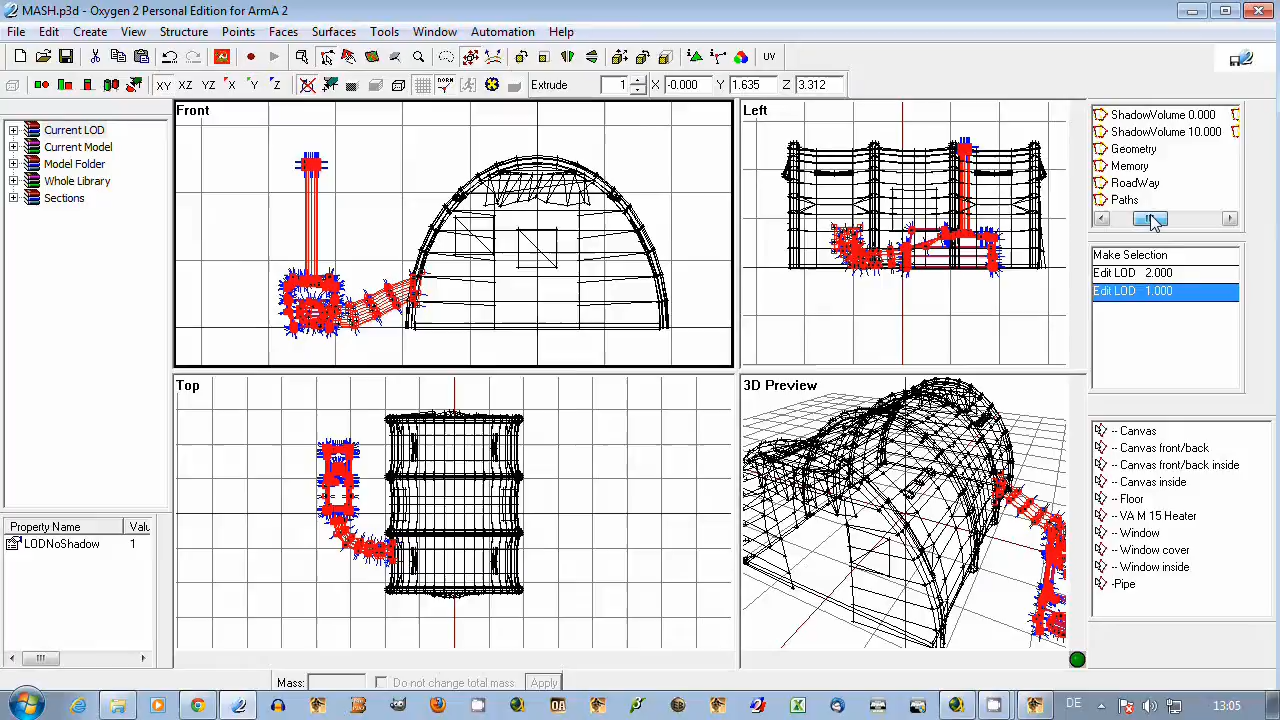 MASH.p3d - Oxygen 2 Personal Edition for ArmA 2
File Edit Create View Structure Points Faces Surfaces Tools Window Automation Help
UV
XY XZ YZ X Y Z NORM Extrude 1 X -0.000 Y 1.635 Z 3.312
Front
Left
Top
3D Preview
Current LOD
Current Model
Model Folder
Whole Library
Sections
Property Name Valu
LODNoShadow 1
ShadowVolume 0.000
ShadowVolume 10.000
Geometry
Memory
RoadWay
Paths
Make Selection
Edit LOD 2.000
Edit LOD 1.000
-- Canvas
-- Canvas front/back
-- Canvas front/back inside
-- Canvas inside
-- Floor
-- VA M 15 Heater
-- Window
-- Window cover
-- Window inside
-Pipe
Mass: Do not change total mass Apply
OA DE 13:05